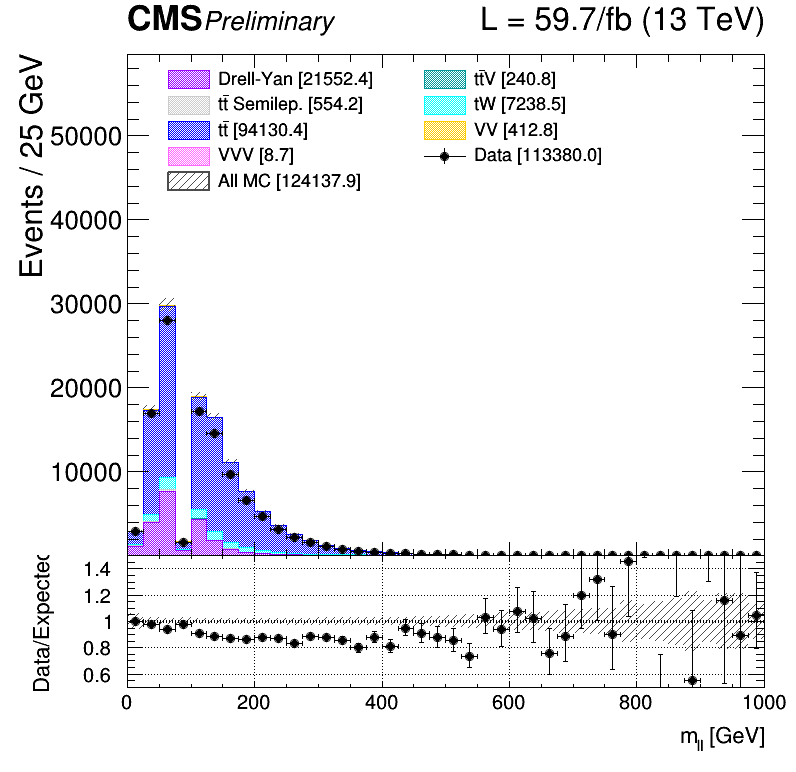 CMS Preliminary L = 59.7/fb (13 TeV)
Events / 25 GeV
50000
40000
30000
20000
10000
Drell-Yan [21552.4]
tt̄ Semilep. [554.2]
tt̄ [94130.4]
VVV [8.7]
All MC [124137.9]
tt̄V [240.8]
tW [7238.5]
VV [412.8]
Data [113380.0]
Data/Expected
1.4
1.2
1
0.8
0.6
0 200 400 600 800 1000
m_ll [GeV]